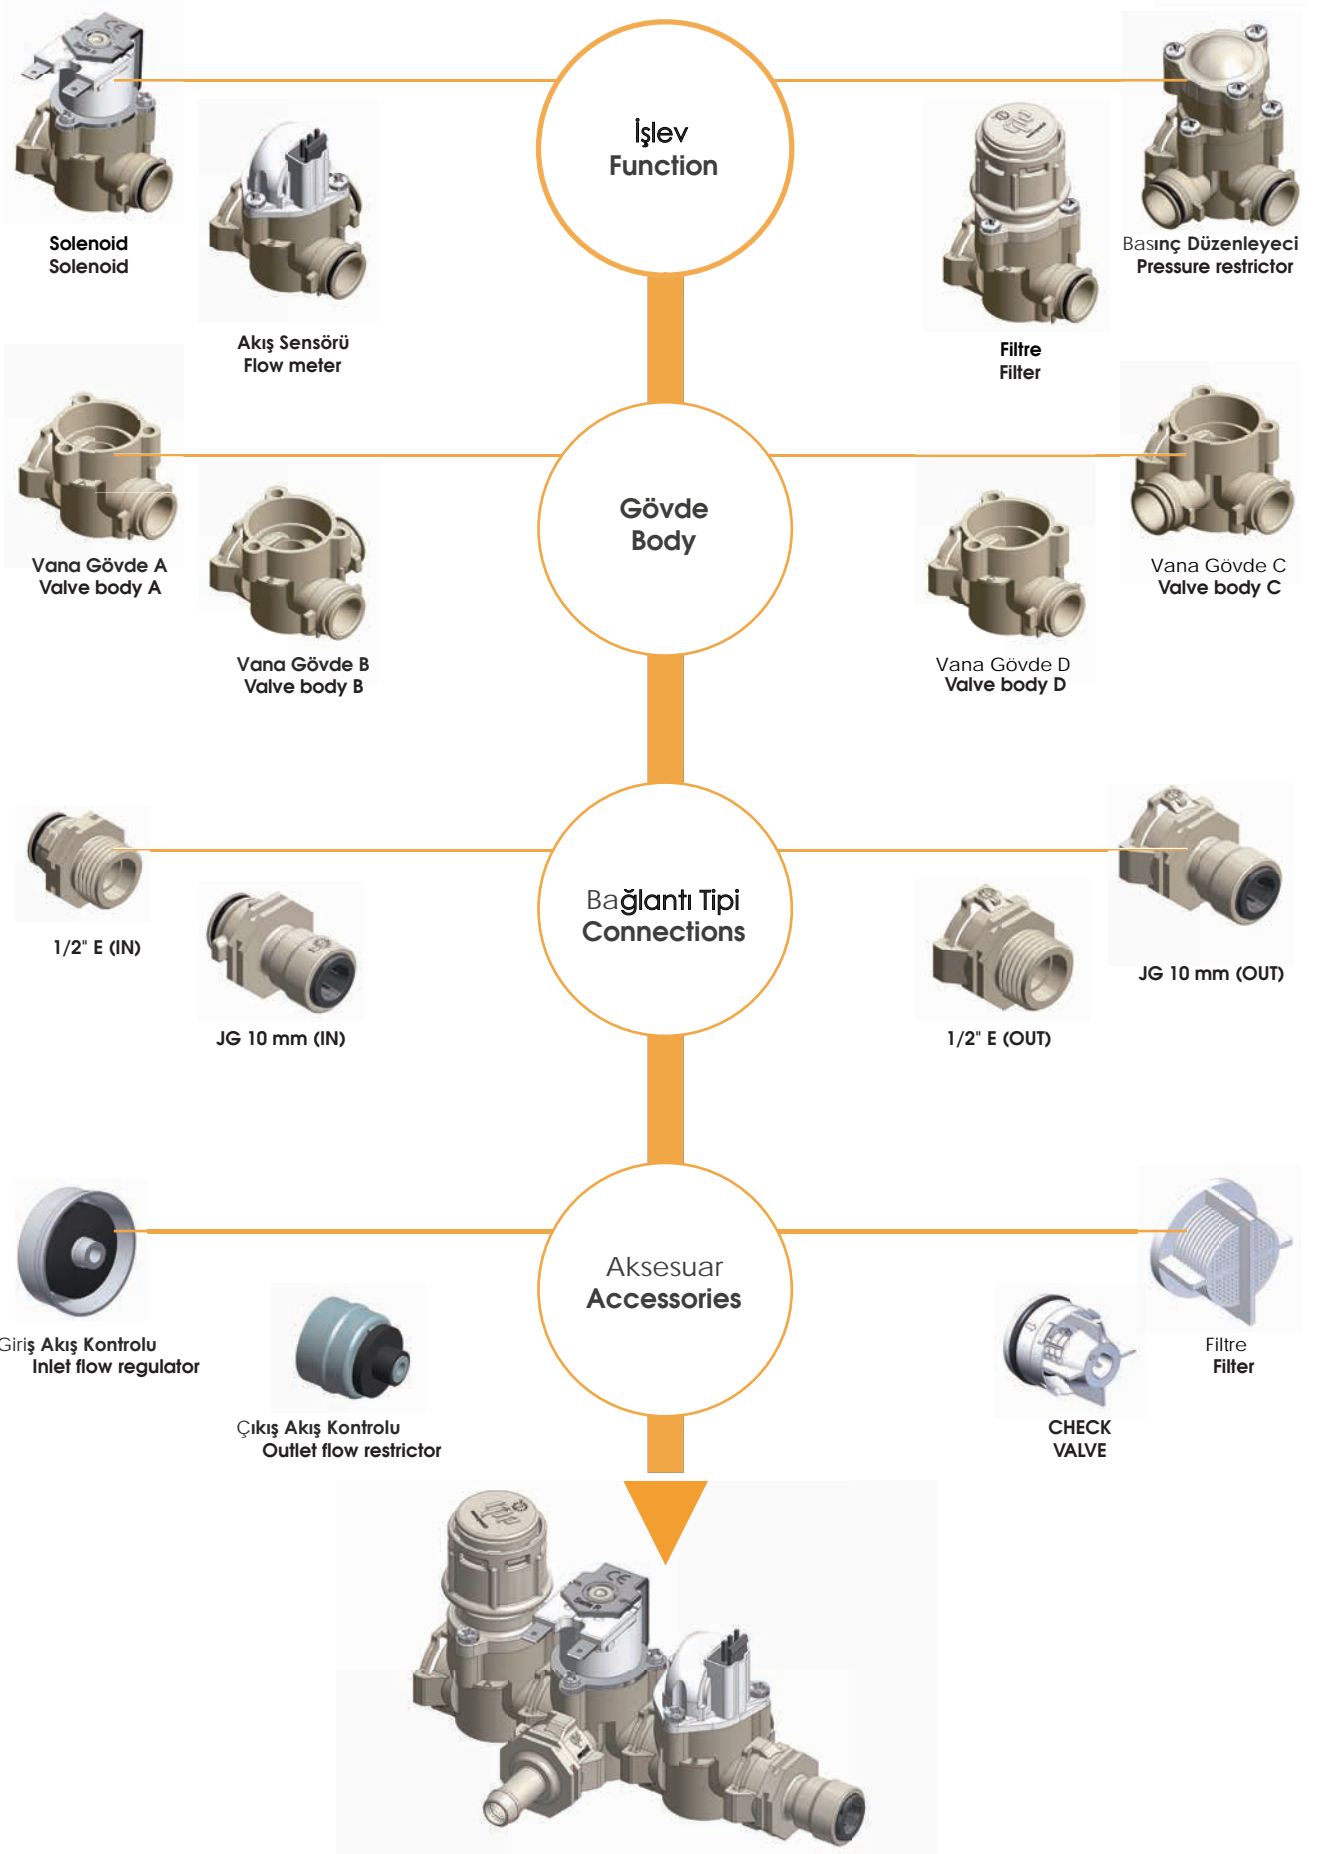 İşlev
Function
Solenoid
Solenoid
Akış Sensörü
Flow meter
Filtre
Filter
Basınç Düzenleyeci
Pressure restrictor
Gövde
Body
Vana Gövde A
Valve body A
Vana Gövde B
Valve body B
Vana Gövde D
Valve body D
Vana Gövde C
Valve body C
Bağlantı Tipi
Connections
1/2" E (IN)
JG 10 mm (IN)
1/2" E (OUT)
JG 10 mm (OUT)
Aksesuar
Accessories
Giriş Akış Kontrolu
Inlet flow regulator
Çıkış Akış Kontrolu
Outlet flow restrictor
CHECK
VALVE
Filtre
Filter
CE
CE